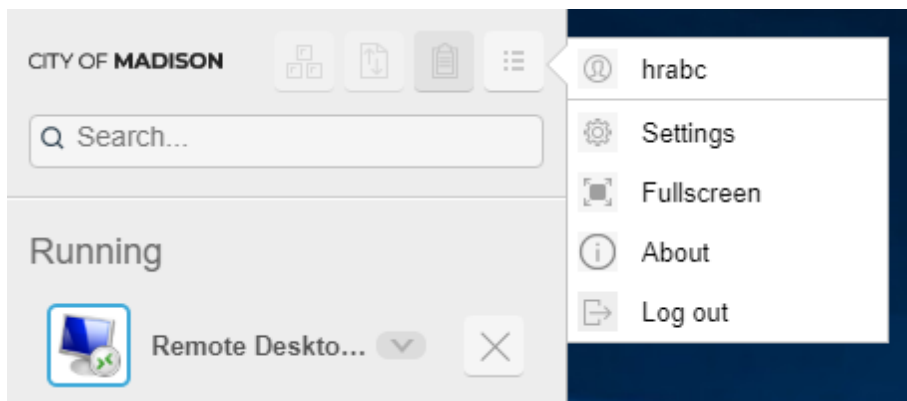 CITY OF MADISON
Search...
Running
Remote Deskto...
hrabc
Settings
Fullscreen
About
Log out